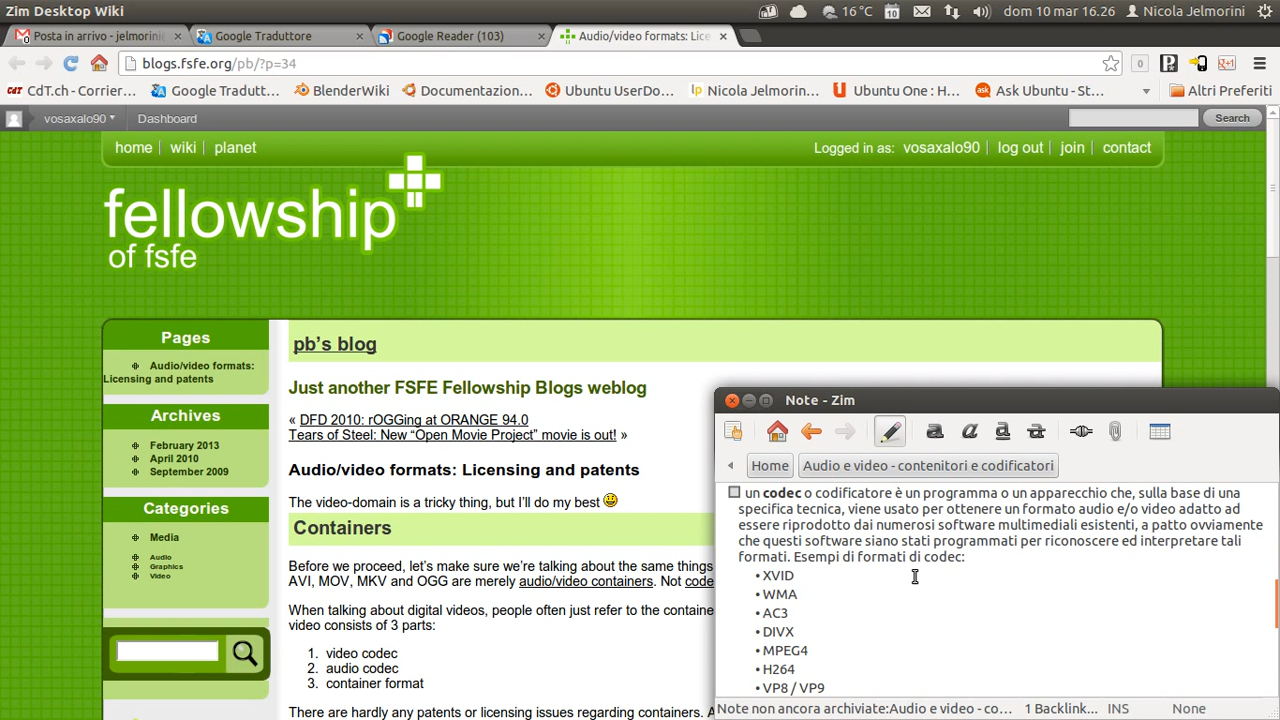 Zim Desktop Wiki
16 °C
10
dom 10 mar 16.26
Nicola Jelmorini
Posta in arrivo - jelmorini
Google Traduttore
Google Reader (103)
Audio/video formats: Lice
blogs.fsfe.org/pb/?p=34
0
CdT.ch - Corrier...
Google Tradutt...
BlenderWiki
Documentazion...
Ubuntu UserDo...
Nicola Jelmorin...
Ubuntu One : H...
Ask Ubuntu - St...
Altri Preferiti
vosaxalo90
Dashboard
Search
home
wiki
planet
Logged in as: vosaxalo90
log out
join
contact
fellowship
of fsfe
Pages
Audio/video formats:
Licensing and patents
Archives
February 2013
April 2010
September 2009
Categories
Media
Audio
Graphics
Video
pb's blog
Just another FSFE Fellowship Blogs weblog
« DFD 2010: rOGGing at ORANGE 94.0
Tears of Steel: New “Open Movie Project” movie is out! »
Audio/video formats: Licensing and patents
The video-domain is a tricky thing, but I'll do my best
Containers
Before we proceed, let's make sure we're talking about the same things
AVI, MOV, MKV and OGG are merely audio/video containers. Not code
When talking about digital videos, people often just refer to the containe
video consists of 3 parts:
1. video codec
2. audio codec
3. container format
There are hardly any patents or licensing issues regarding containers. A
Note - Zim
Home
Audio e video - contenitori e codificatori
un codec o codificatore è un programma o un apparecchio che, sulla base di una
specifica tecnica, viene usato per ottenere un formato audio e/o video adatto ad
essere riprodotto dai numerosi software multimediali esistenti, a patto ovviamente
che questi software siano stati programmati per riconoscere ed interpretare tali
formati. Esempi di formati di codec:
• XVID
• WMA
• AC3
• DIVX
• MPEG4
• H264
• VP8 / VP9
Note non ancora archiviate:Audio e video - co...
1 Backlink...
INS
None